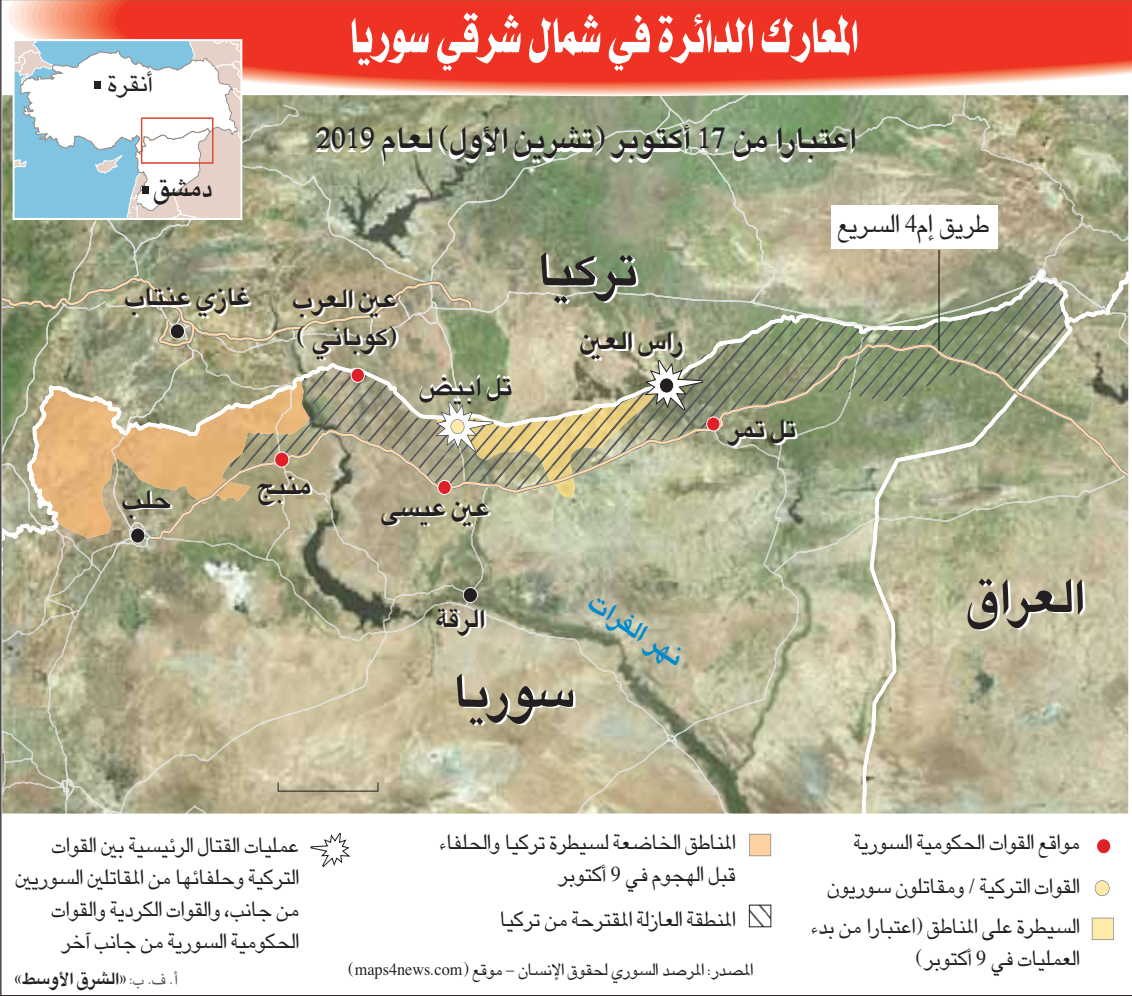 المعارك الدائرة في شمال شرقي سوريا
أنقرة
دمشق
اعتبارا من 17 أكتوبر (تشرين الأول) لعام 2019
طريق إم4 السريع
تركيا
غازي عنتاب
عين العرب
(كوباني)
راس العين
تل ابيض
تل تمر
منبج
حلب
عين عيسى
الرقة
نهر الفرات
العراق
سوريا
مواقع القوات الحكومية السورية
القوات التركية / ومقاتلون سوريون
السيطرة على المناطق (اعتبارا من بدء
العمليات في 9 أكتوبر)
المناطق الخاضعة لسيطرة تركيا والحلفاء
قبل الهجوم في 9 أكتوبر
المنطقة العازلة المقترحة من تركيا
عمليات القتال الرئيسية بين القوات
التركية وحلفائها من المقاتلين السوريين
من جانب، والقوات الكردية والقوات
الحكومية السورية من جانب آخر
المصدر: المرصد السوري لحقوق الإنسان – موقع (maps4news.com)
أ. ف. ب: «الشرق الأوسط»